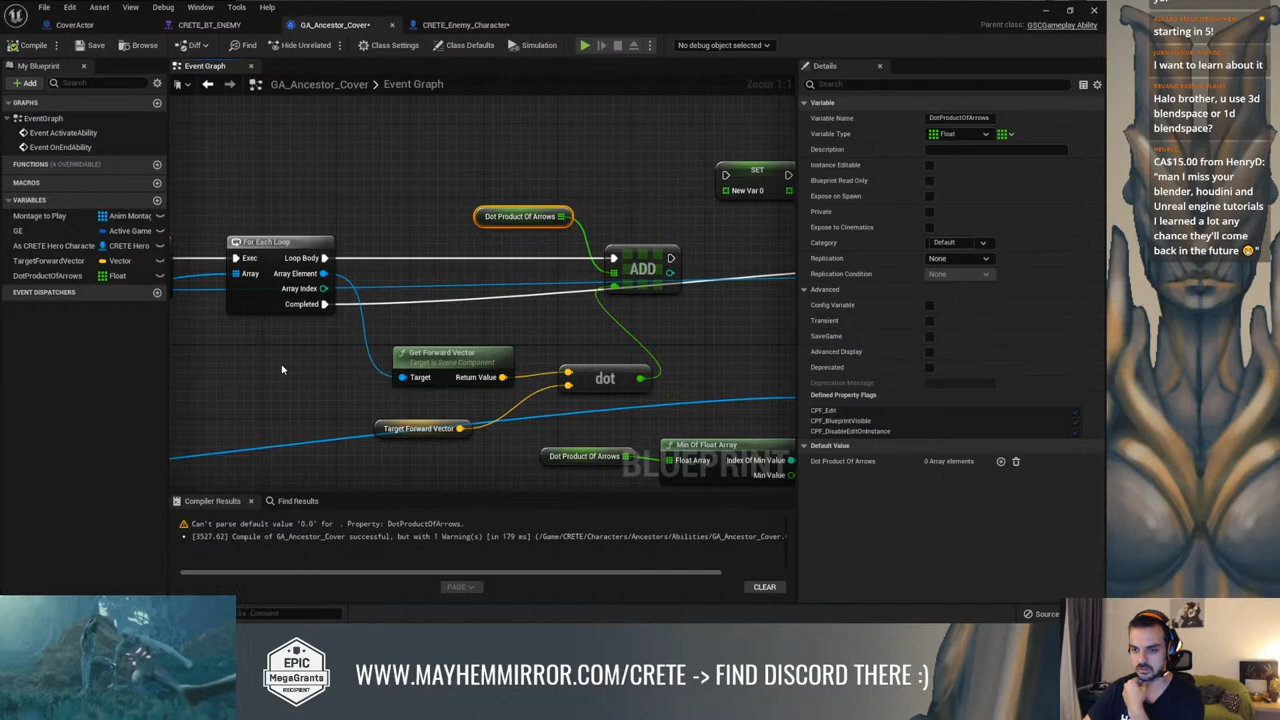 File Edit Asset View Debug Window Tools Help
CoverActor CRETE_BT_ENEMY GA_Ancestor_Cover• CRETE_Enemy_Character•
Parent class: GSCGameplay Ability
Compile Save Browse Diff Find Hide Unrelated Class Settings Class Defaults Simulation No debug object selected
My Blueprint
Add Search
GRAPHS
EventGraph
Event ActivateAbility
Event OnEndAbility
FUNCTIONS (4 OVERRIDABLE)
MACROS
VARIABLES
Montage to Play Anim Montag
GE Active Game
As CRETE Hero Characte CRETE Hero
TargetForwardVector Vector
DotProductOfArrows Float
EVENT DISPATCHERS
Event Graph
GA_Ancestor_Cover > Event Graph
Zoom 1:1
SET
New Var 0
Dot Product Of Arrows
For Each Loop
Exec Loop Body
Array Array Element
Array Index
Completed
ADD
Get Forward Vector
Target is Scene Component
Target Return Value
dot
Target Forward Vector
Dot Product Of Arrows
Min Of Float Array
Float Array Index Of Min Value
Min Value
BLUEPRINT
Compiler Results Find Results
Can't parse default value '0.0' for . Property: DotProductOfArrows.
[3527.62] Compile of GA_Ancestor_Cover successful, but with 1 Warning(s) [in 179 ms] (/Game/CRETE/Characters/Ancestors/Abilities/GA_Ancestor_Cover.
PAGE
CLEAR
Details
Search
Variable
Variable Name DotProductOfArrows
Variable Type Float
Description
Instance Editable
Blueprint Read Only
Expose on Spawn
Private
Expose to Cinematics
Category Default
Replication None
Replication Condition None
Advanced
Config Variable
Transient
SaveGame
Advanced Display
Deprecated
Deprecation Message
Defined Property Flags
CPF_Edit
CPF_BlueprintVisible
CPF_DisableEditOnInstance
Default Value
Dot Product Of Arrows 0 Array elements
Command
Source
starting in 5!
I want to learn about it
Halo brother, u use 3d
blendspace or 1d
blendspace?
CA$15.00 from HenryD:
"man I miss your
blender, houdini and
Unreal engine tutorials
I learned a lot any
chance they'll come
back in the future
EPIC
MegaGrants
RECIPIENT
WWW.MAYHEMMIRROR.COM/CRETE -> FIND DISCORD THERE :)